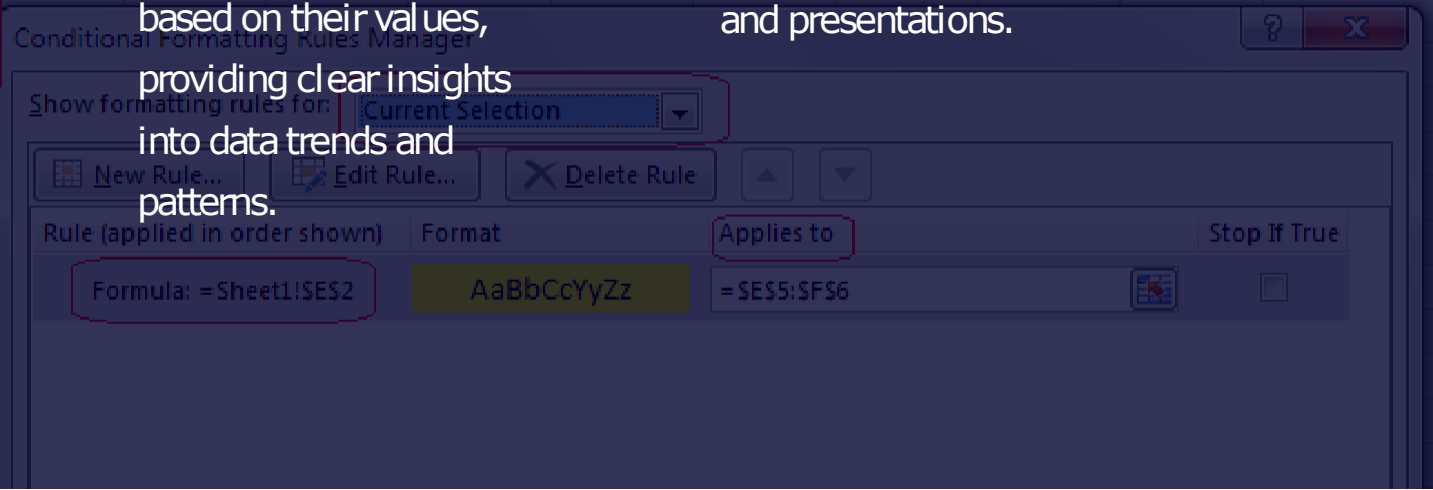 based on their values,
providing clear insights
into data trends and
patterns.
and presentations.
Conditional Formatting Rules Manager
Show formatting rules for: Current Selection
New Rule... Edit Rule... Delete Rule
Rule (applied in order shown) Format Applies to Stop If True
Formula: =Sheet1!$E$2 AaBbCcYyZz =$E$5:$F$6